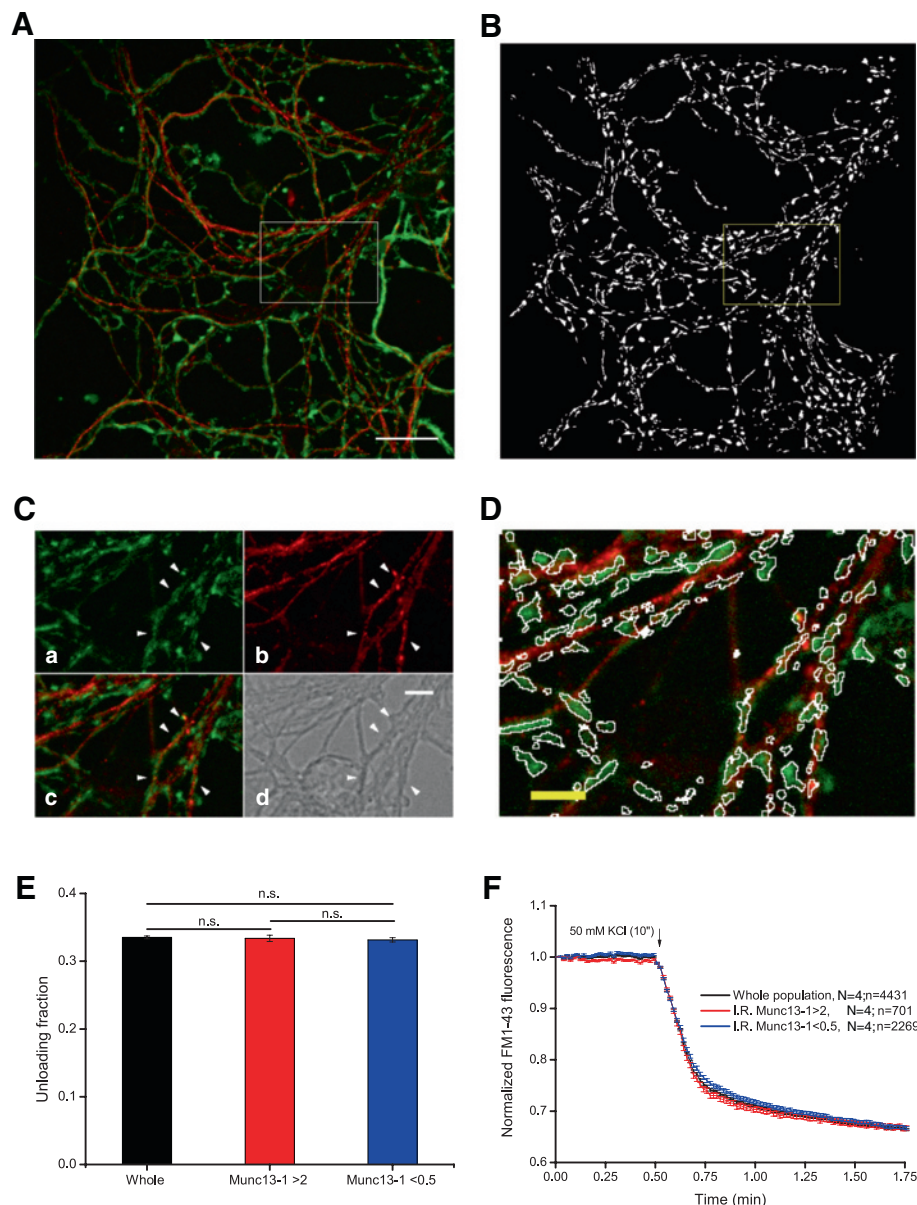 A
B
C
a
b
c
d
D
E
Unloading fraction
0.4
0.3
0.2
0.1
0.0
n.s.
n.s.
n.s.
Whole
Munc13-1 >2
Munc13-1 <0.5
F
Normalized FM1-43 fluorescence
1.1
1.0
0.9
0.8
0.7
0.6
50 mM KCl (10")
Whole population, N=4;n=4431
I.R. Munc13-1>2, N=4; n=701
I.R. Munc13-1<0.5, N=4; n=2269
0.00 0.25 0.50 0.75 1.00 1.25 1.50 1.75
Time (min)